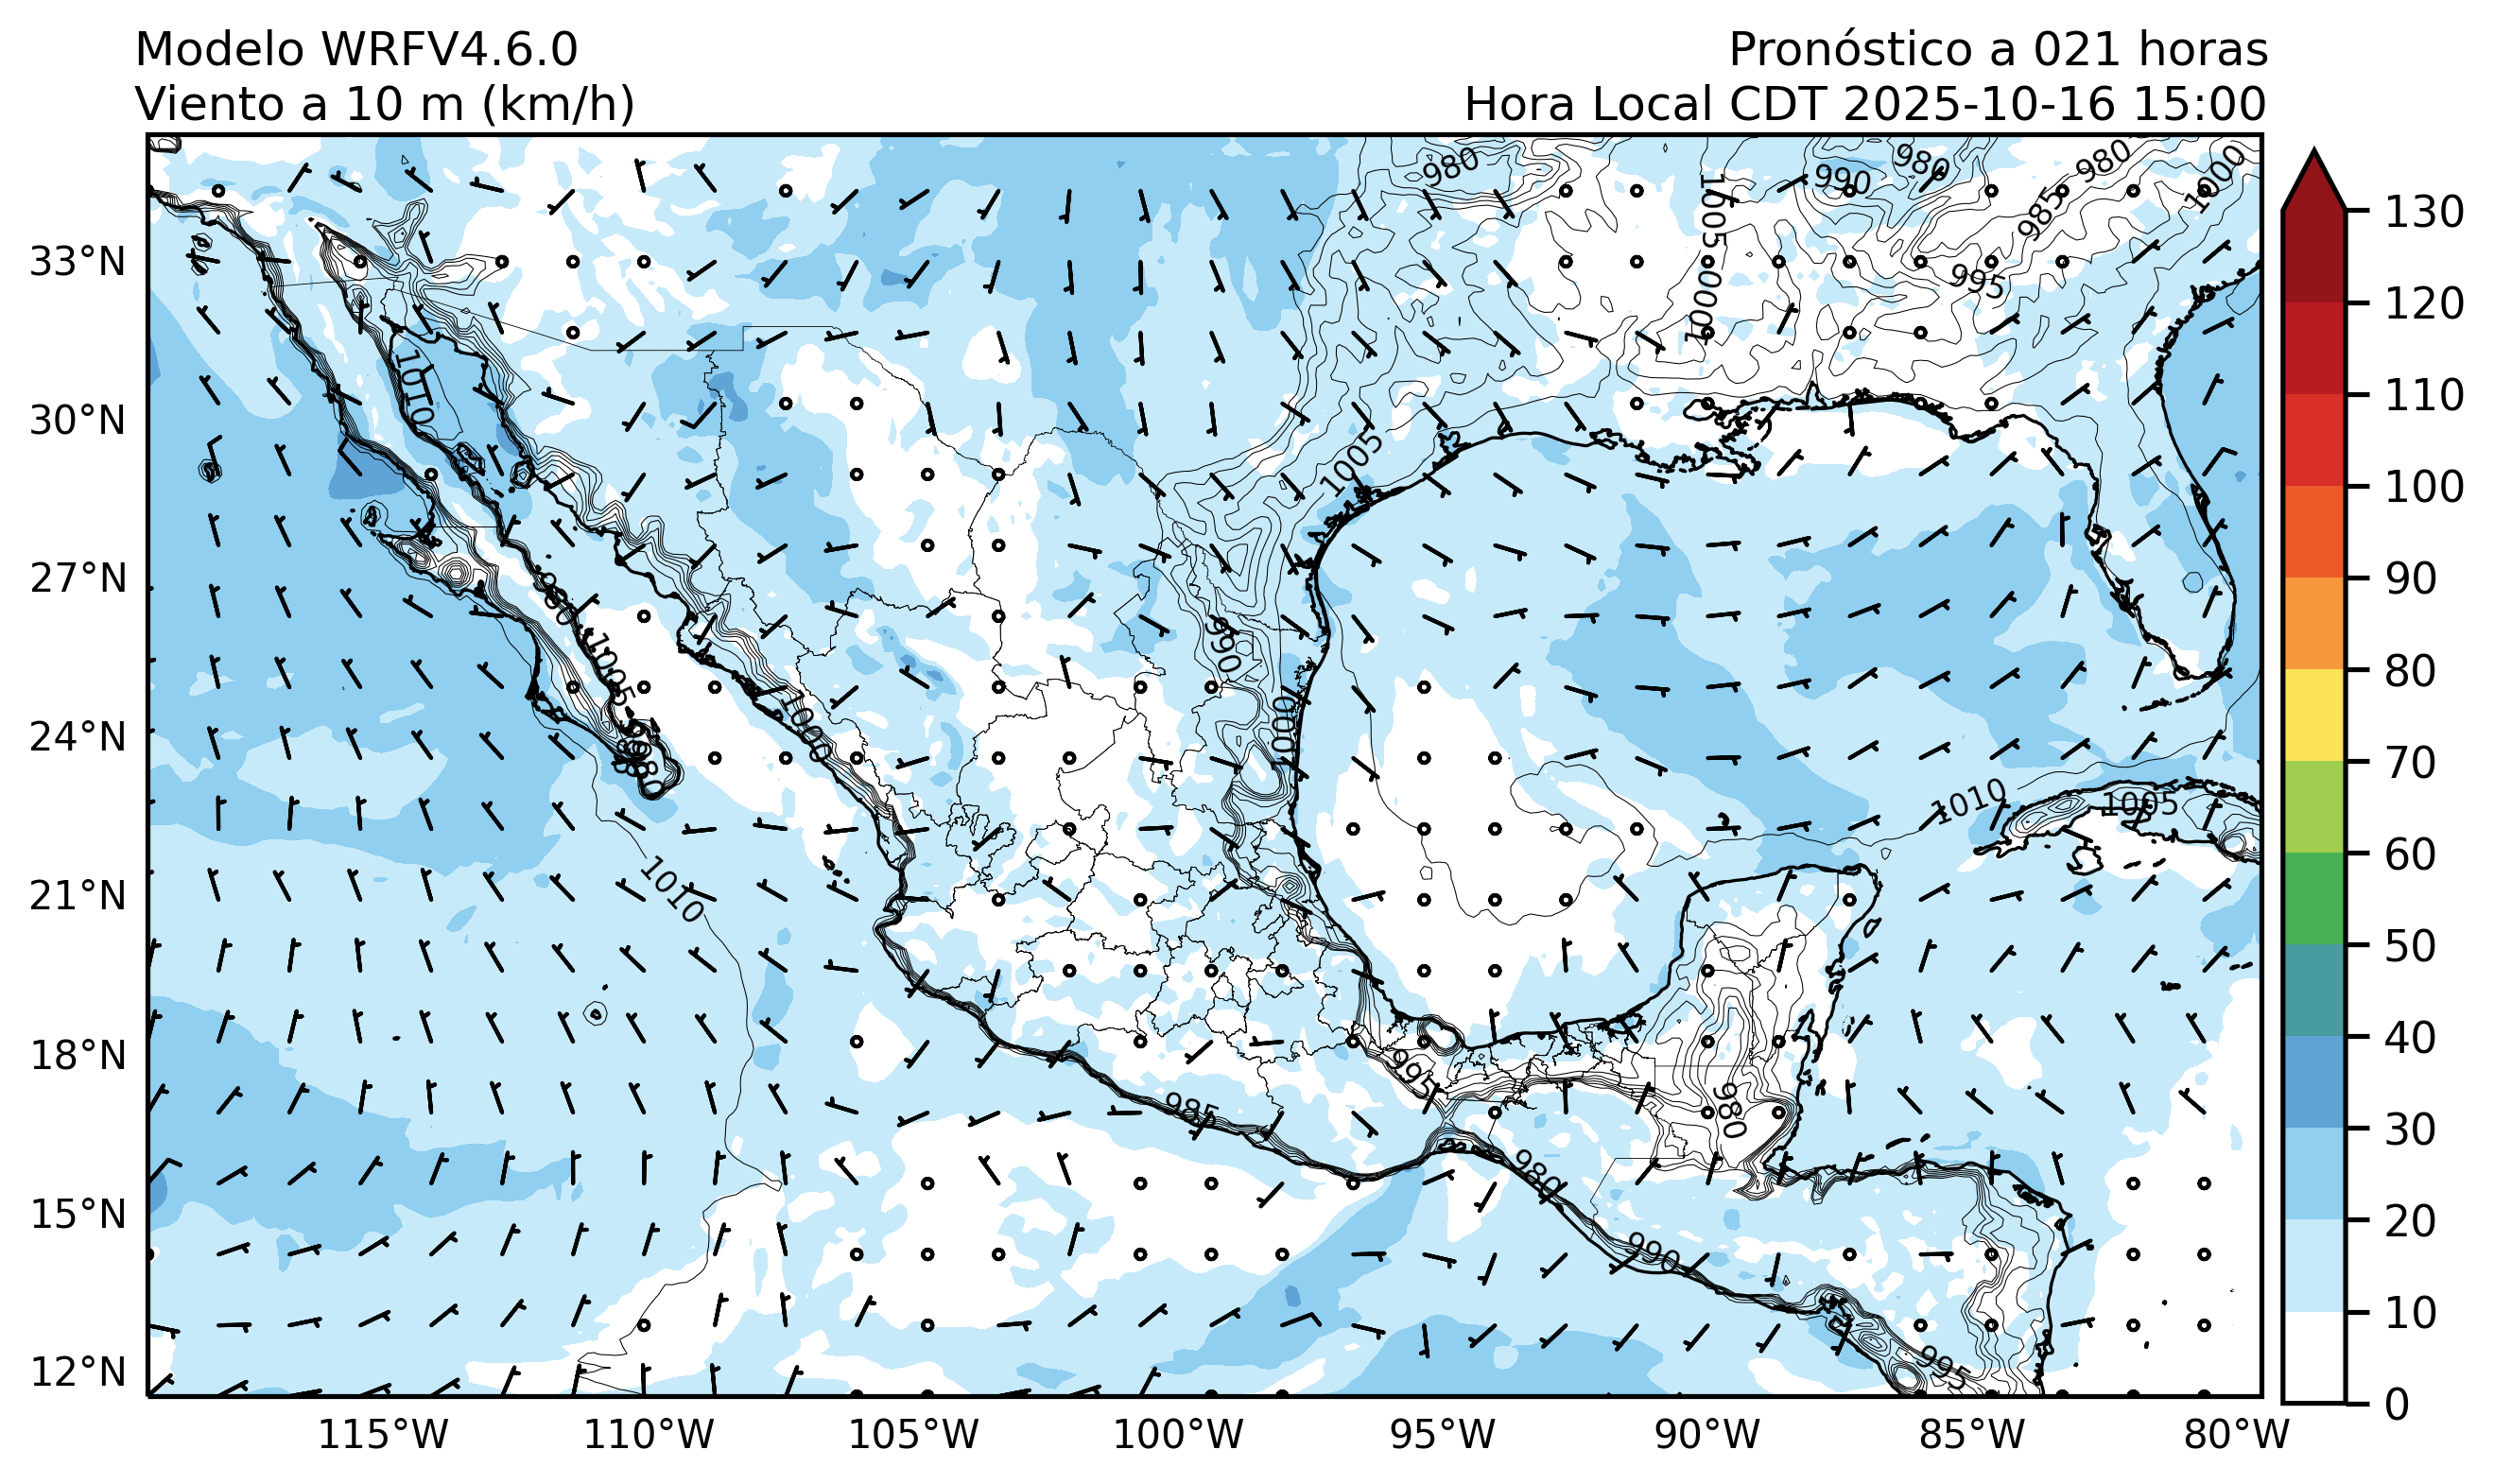 Modelo WRFV4.6.0
Pronóstico a 021 horas
Viento a 10 m (km/h)
Hora Local CDT 2025-10-16 15:00
980
980
990
980
1000
985
1005
995
1000
1010
1005
990
1000
1005
1000
980
1010
1005
1010
995
985
980
980
990
995
33°N
30°N
27°N
24°N
21°N
18°N
15°N
12°N
115°W
110°W
105°W
100°W
95°W
90°W
85°W
80°W
130
120
110
100
90
80
70
60
50
40
30
20
10
0